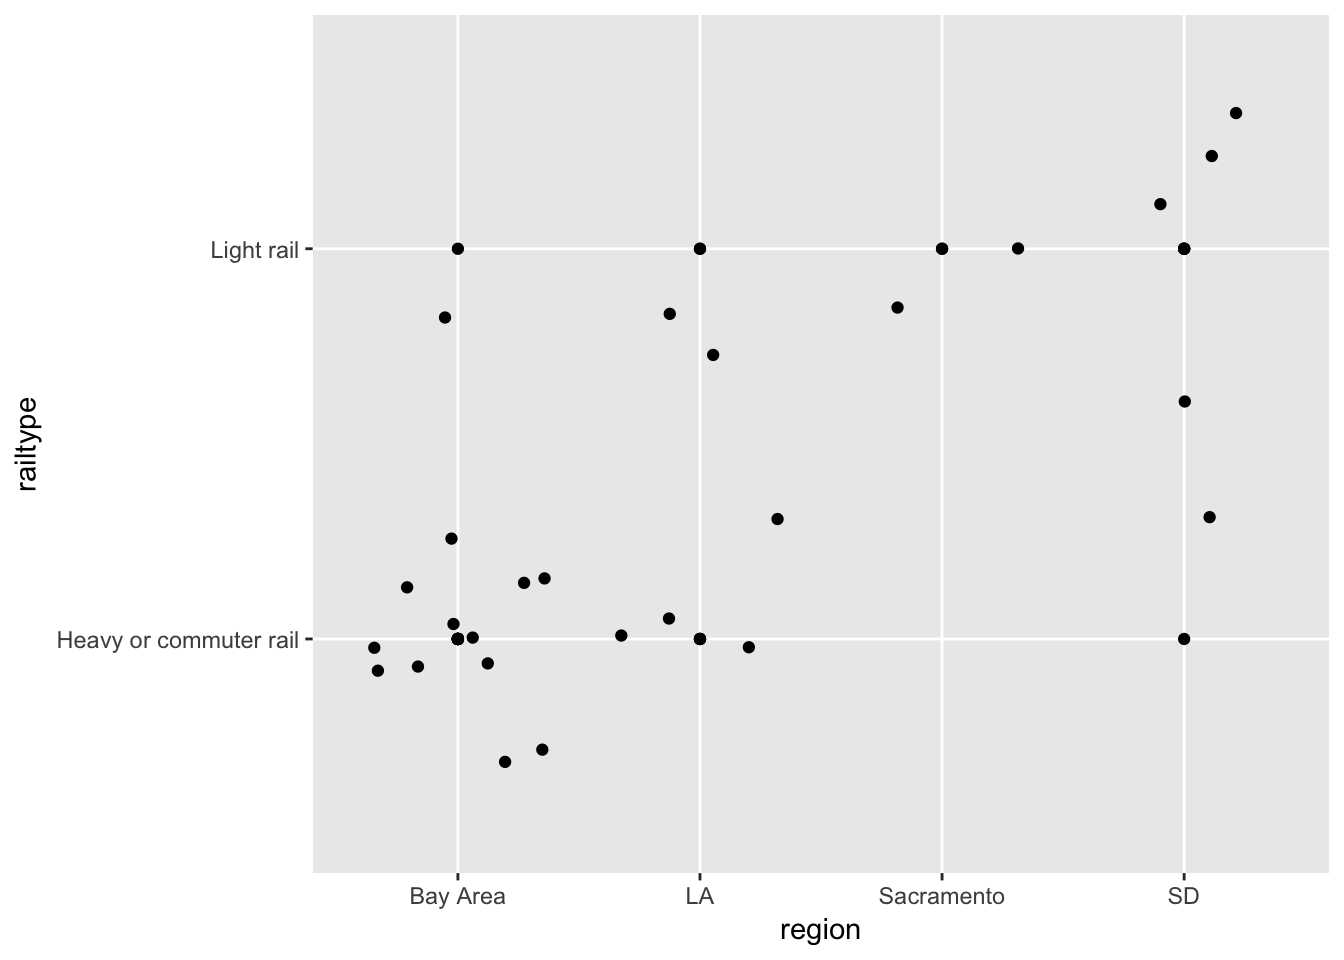 Light rail
Heavy or commuter rail
railtype
Bay Area
LA
Sacramento
SD
region